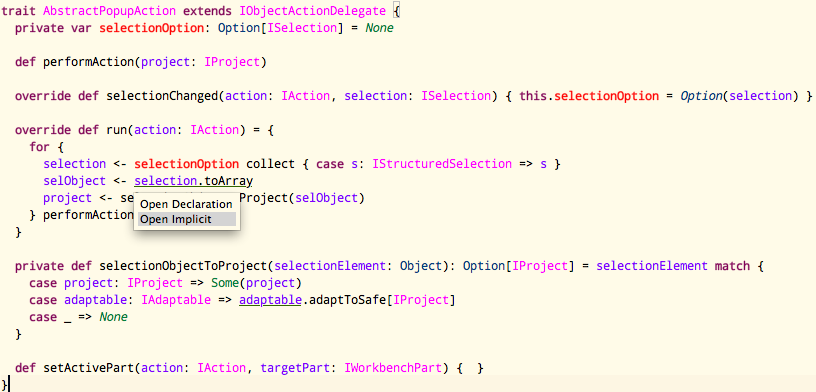 trait AbstractPopupAction extends IObjectActionDelegate {
  private var selectionOption: Option[ISelection] = None

  def performAction(project: IProject)

  override def selectionChanged(action: IAction, selection: ISelection) { this.selectionOption = Option(selection) }

  override def run(action: IAction) = {
    for {
      selection <- selectionOption collect { case s: IStructuredSelection => s }
      selObject <- selection.toArray
      project <- se Project(selObject)
    } performAction
  }
Open Declaration
Open Implicit

  private def selectionObjectToProject(selectionElement: Object): Option[IProject] = selectionElement match {
    case project: IProject => Some(project)
    case adaptable: IAdaptable => adaptable.adaptToSafe[IProject]
    case _ => None
  }

  def setActivePart(action: IAction, targetPart: IWorkbenchPart) {  }
}